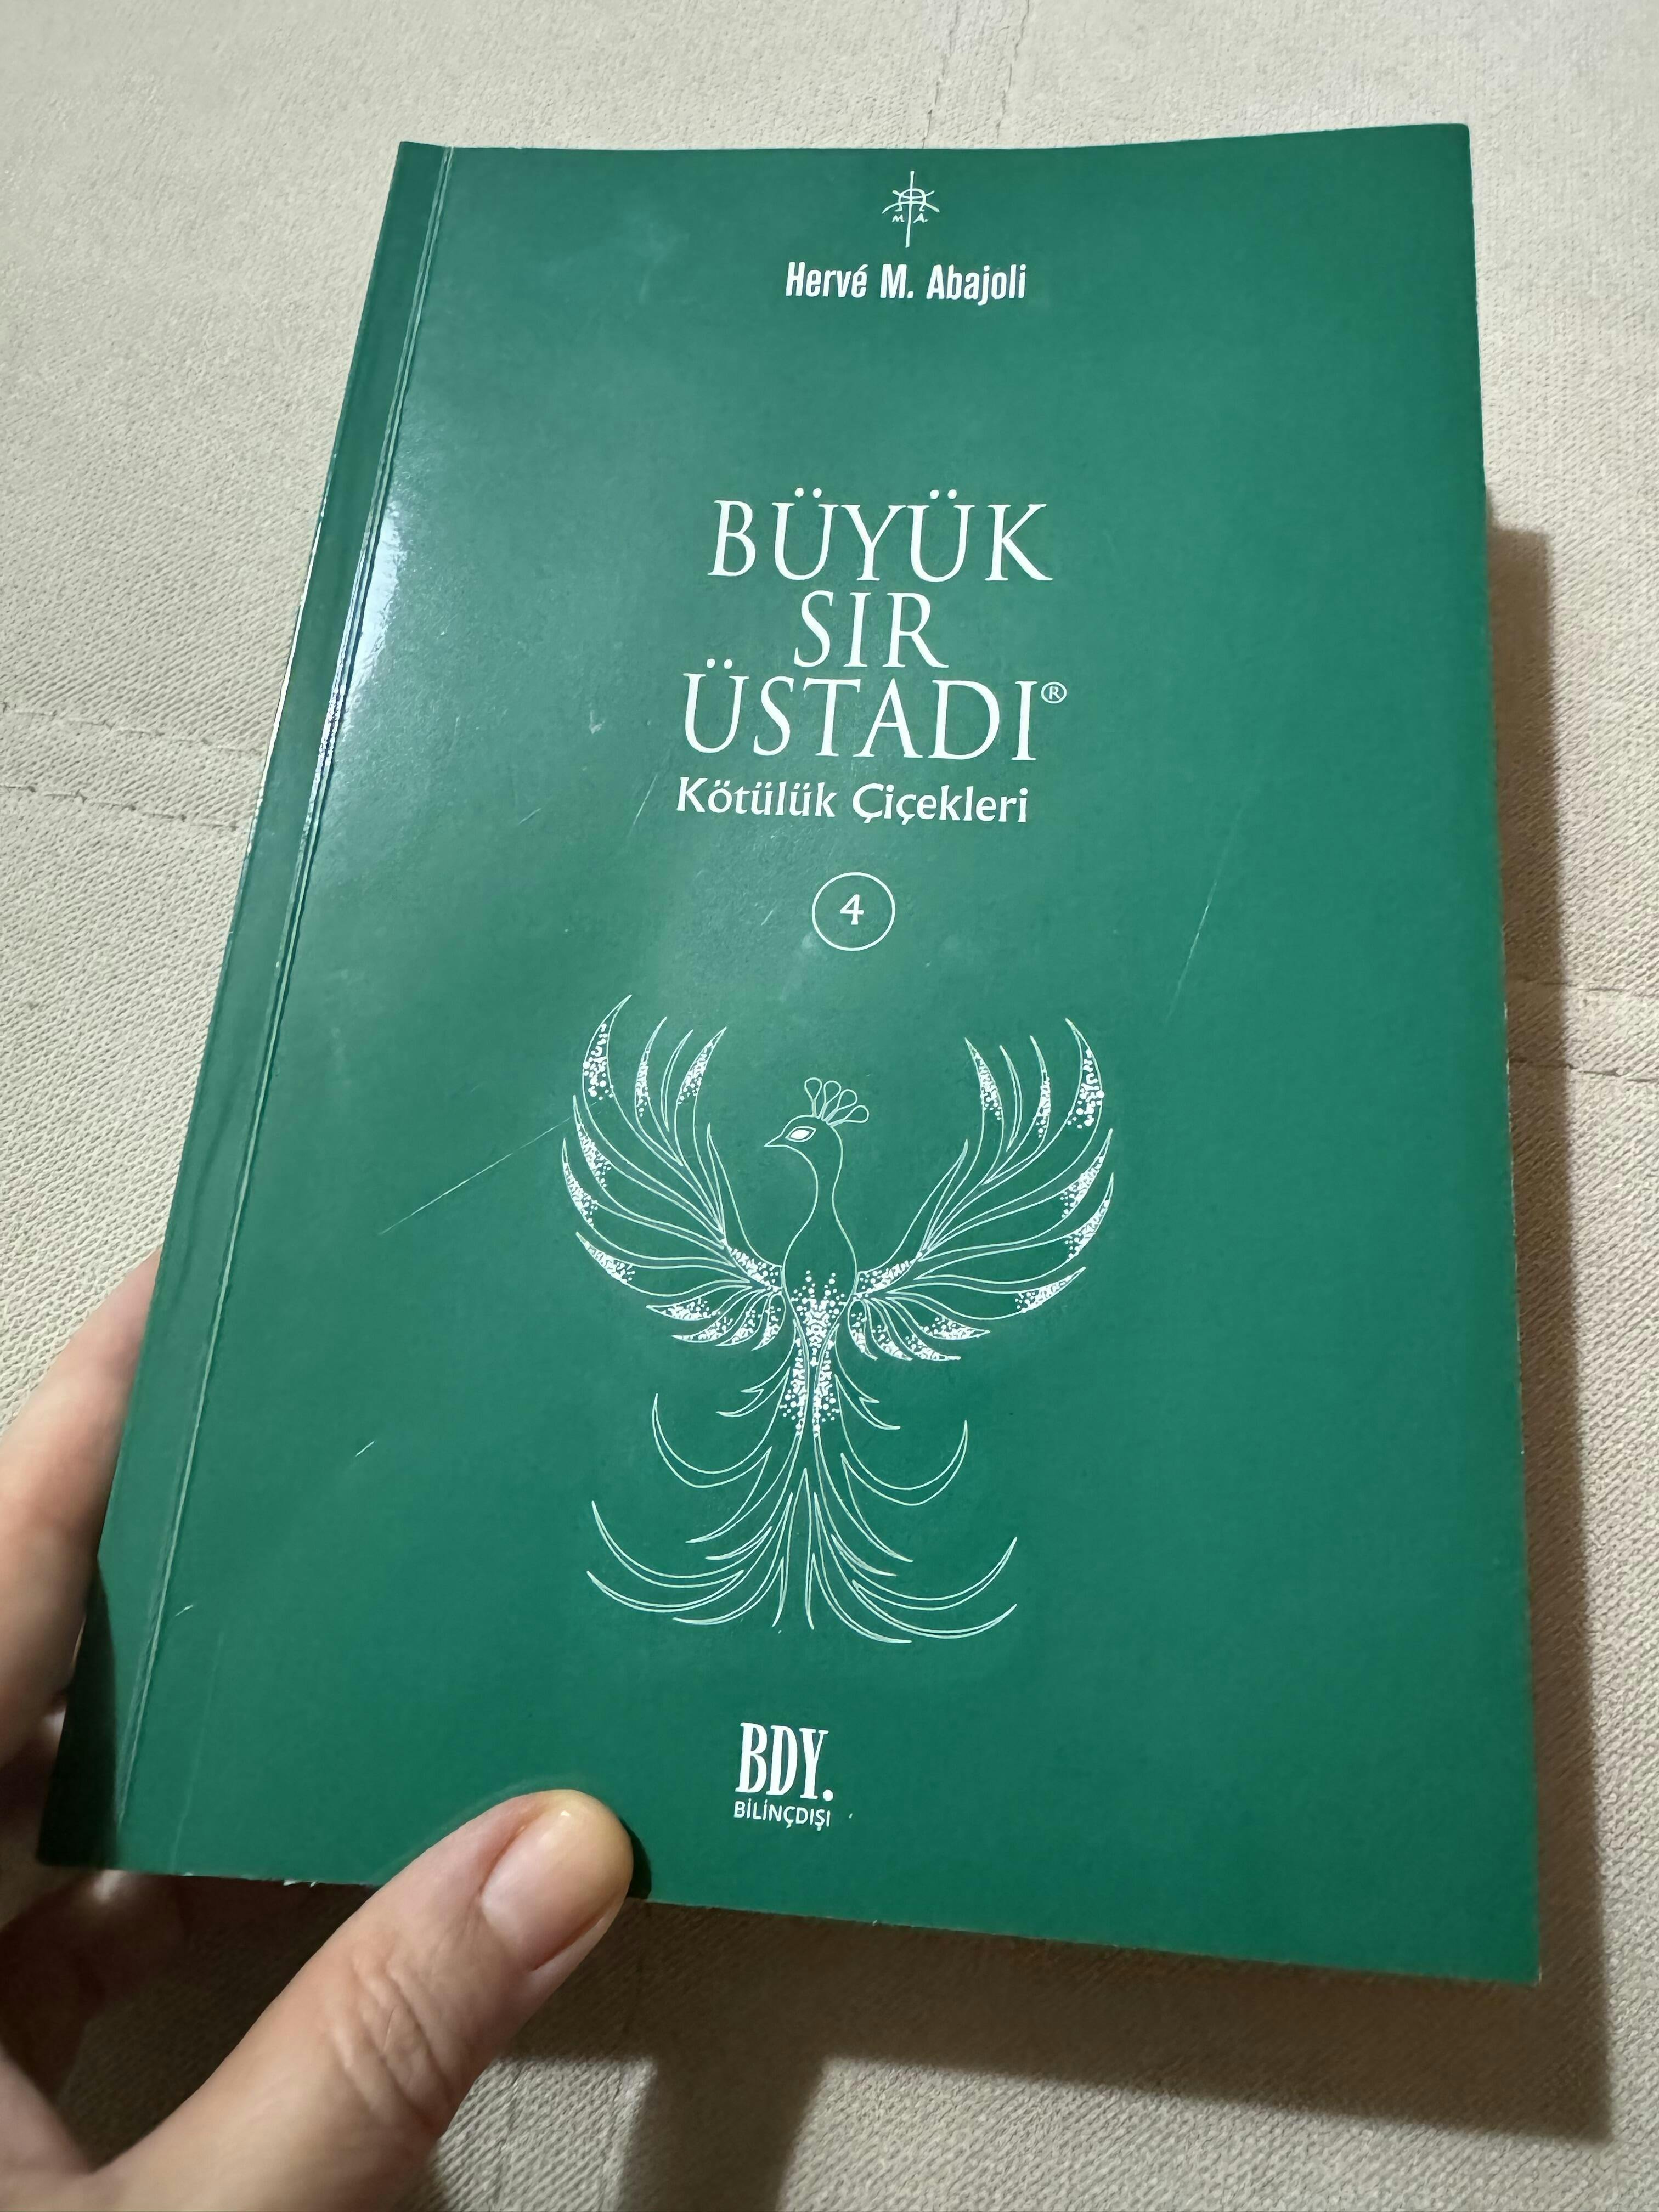 M. A.
Hervé M. Abajoli
BÜYÜK
SIR
ÜSTADI®
Kötülük Çiçekleri
4
BDY.
BİLİNÇDIŞI